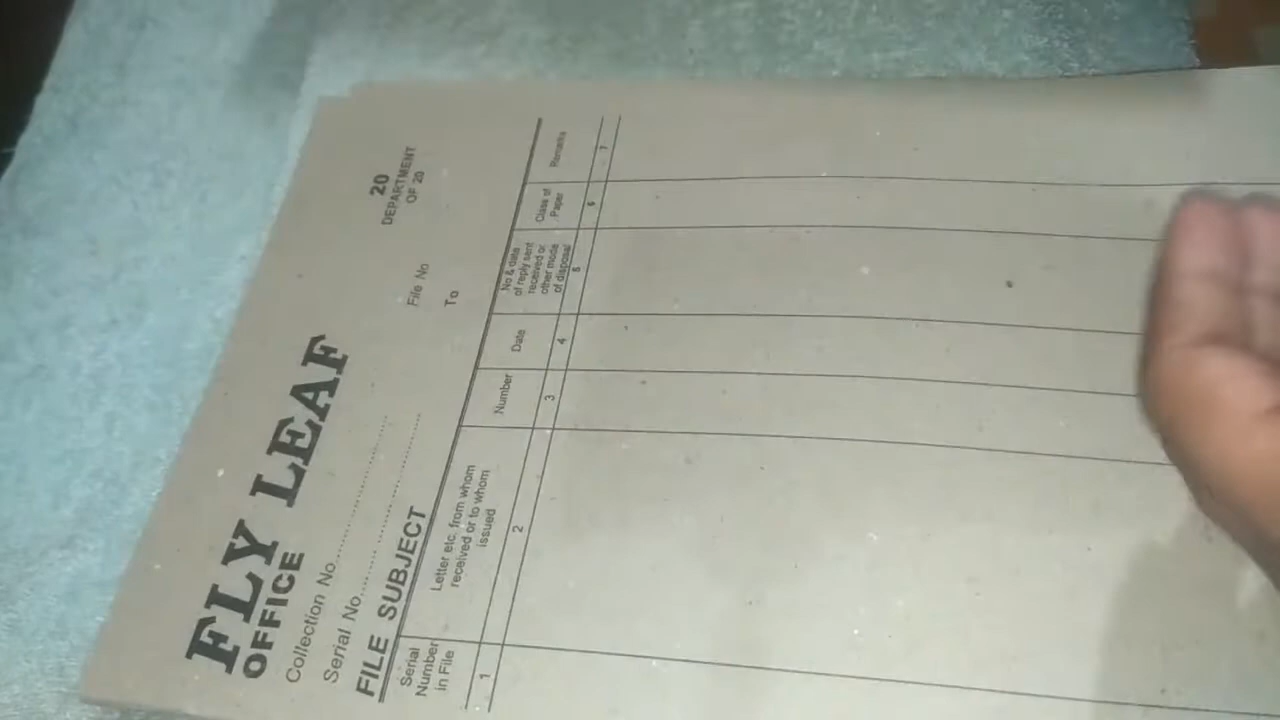 FLY LEAF
OFFICE
20
DEPARTMENT
OF 20
Collection No..............................
Serial No..............................
File No
To
FILE SUBJECT
Serial
Number
in File
Letter etc. from whom
received or to whom
issued
Number
Date
No & date
of reply sent
received or
other mode
of disposal
Class of
Paper
Remarks
1 2 3 4 5 6 7